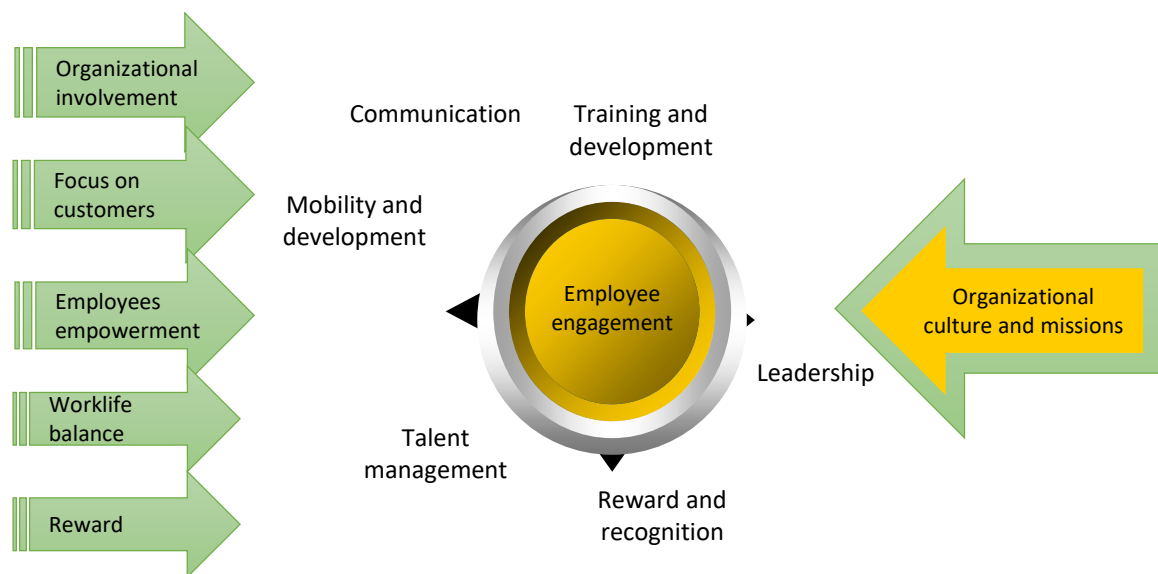 Organizational
involvement
Focus on
customers
Employees
empowerment
Worklife
balance
Reward
Communication
Training and
development
Mobility and
development
Employee
engagement
Leadership
Talent
management
Reward and
recognition
Organizational
culture and missions